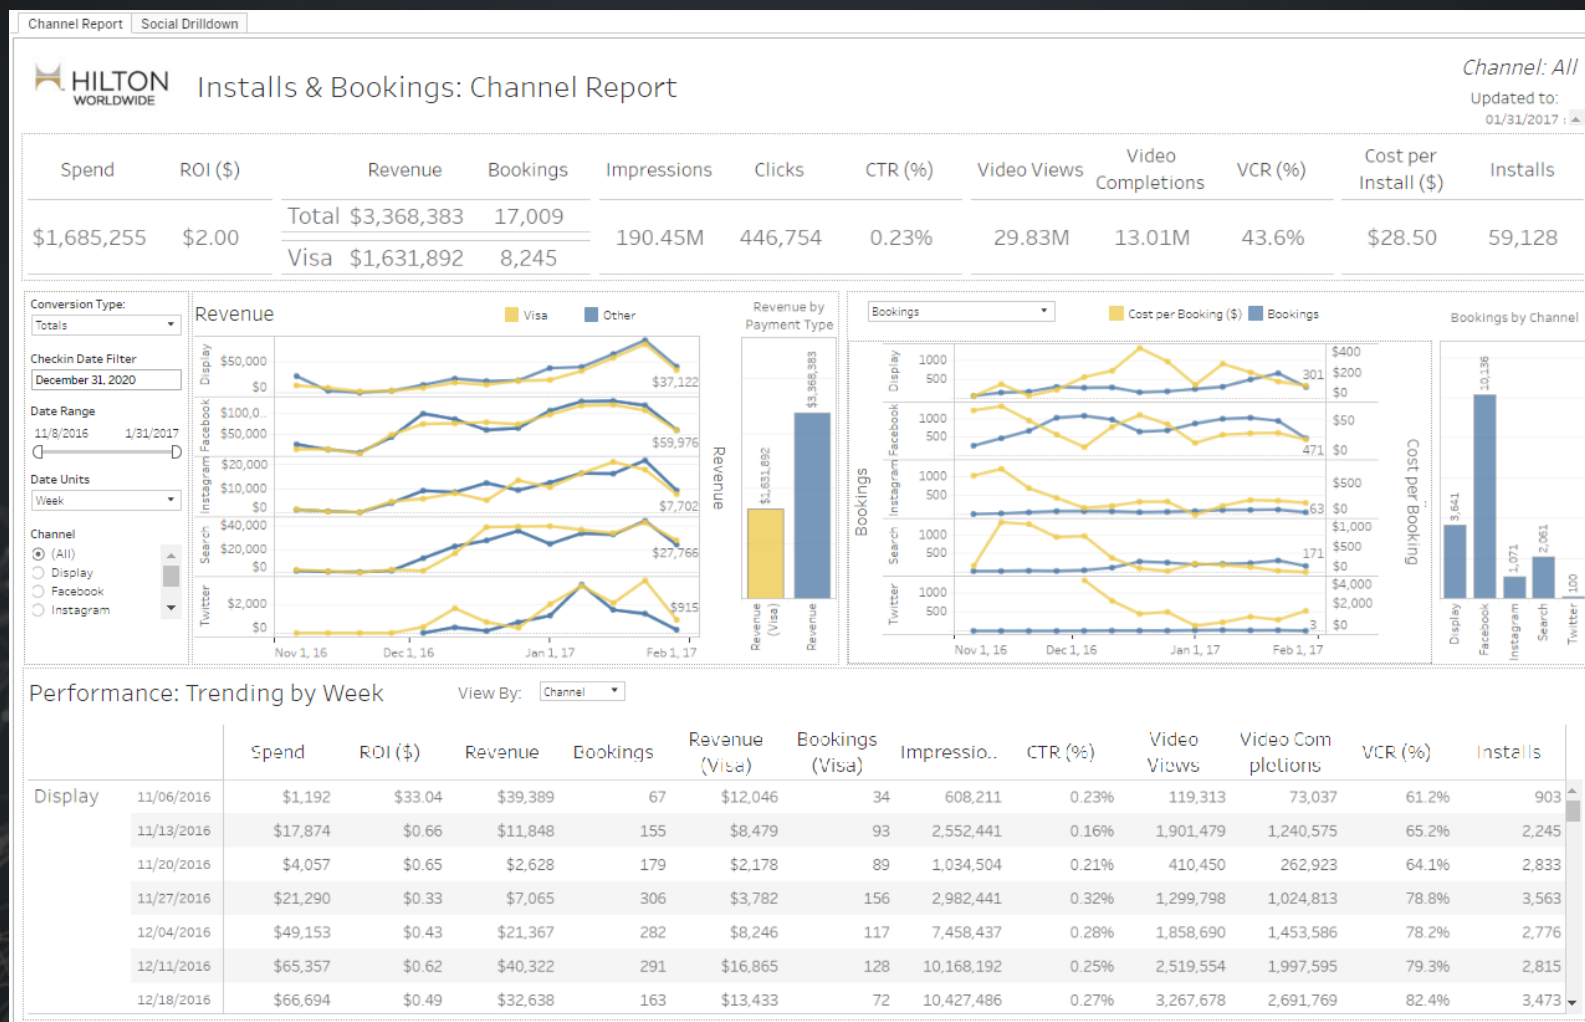 Channel Report Social Drilldown
HILTON
WORLDWIDE
Installs & Bookings: Channel Report
Channel: All
Updated to:
01/31/2017
Spend ROI ($) Revenue Bookings Impressions Clicks CTR (%) Video Views Video Completions VCR (%) Cost per Install ($) Installs
Total $3,368,383 17,009
$1,685,255 $2.00 190.45M 446,754 0.23% 29.83M 13.01M 43.6% $28.50 59,128
Visa $1,631,892 8,245
Conversion Type:
Totals
Checkin Date Filter
December 31, 2020
Date Range
11/8/2016 1/31/2017
Date Units
Week
Channel
(All)
Display
Facebook
Instagram
Revenue
Visa Other
Display $50,000 $0 $37,122
Facebook $100,0.. $50,000 $59,976
Instagram $20,000 $10,000 $0 $7,702
Search $40,000 $20,000 $0 $27,766
Twitter $2,000 $0 $915
Nov 1, 16 Dec 1, 16 Jan 1, 17 Feb 1, 17
Revenue
Revenue by
Payment Type
$1,631,892 $3,368,383
Revenue (Visa) Revenue
Bookings
Cost per Booking ($) Bookings
Bookings
Display 1000 500 301 $400 $200 $0
Facebook 1000 500 471 $50 $0
Instagram 1000 500 63 $500 $0
Search 1000 500 171 $1,000 $500 $0
Twitter 1000 500 3 $4,000 $2,000 $0
Nov 1, 16 Dec 1, 16 Jan 1, 17 Feb 1, 17
Cost per Booking
Bookings by Channel
3,641 10,136 1,071 2,061 100
Display Facebook Instagram Search Twitter
Performance: Trending by Week
View By: Channel
Spend ROI ($) Revenue Bookings Revenue (Visa) Bookings (Visa) Impressio.. CTR (%) Video Views Video Com pletions VCR (%) Installs
Display 11/06/2016 $1,192 $33.04 $39,389 67 $12,046 34 608,211 0.23% 119,313 73,037 61.2% 903
11/13/2016 $17,874 $0.66 $11,848 155 $8,479 93 2,552,441 0.16% 1,901,479 1,240,575 65.2% 2,245
11/20/2016 $4,057 $0.65 $2,628 179 $2,178 89 1,034,504 0.21% 410,450 262,923 64.1% 2,833
11/27/2016 $21,290 $0.33 $7,065 306 $3,782 156 2,982,441 0.32% 1,299,798 1,024,813 78.8% 3,563
12/04/2016 $49,153 $0.43 $21,367 282 $8,246 117 7,458,437 0.28% 1,858,690 1,453,586 78.2% 2,776
12/11/2016 $65,357 $0.62 $40,322 291 $16,865 128 10,168,192 0.25% 2,519,554 1,997,595 79.3% 2,815
12/18/2016 $66,694 $0.49 $32,638 163 $13,433 72 10,427,486 0.27% 3,267,678 2,691,769 82.4% 3,473